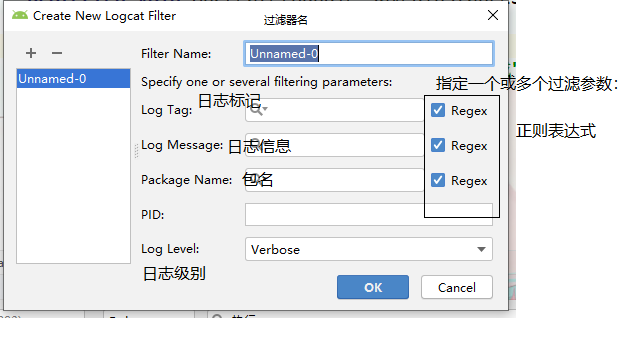 Create New Logcat Filter
过滤器名
Filter Name:
Unnamed-0
Unnamed-0
Specify one or several filtering parameters:
指定一个或多个过滤参数:
Log Tag:
日志标记
Regex
正则表达式
Log Message:
日志信息
Regex
Package Name:
包名
Regex
PID:
Log Level:
Verbose
日志级别
OK
Cancel